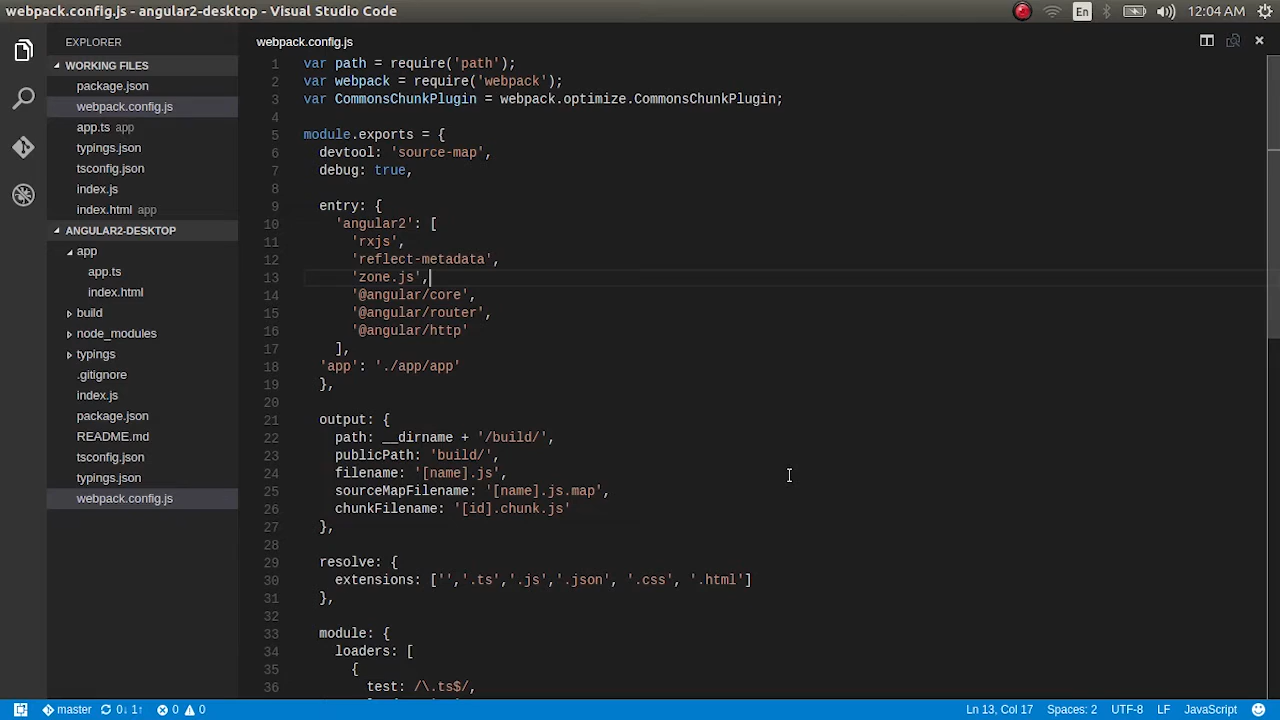 webpack.config.js - angular2-desktop - Visual Studio Code
En
12:04 AM
EXPLORER
WORKING FILES
package.json
webpack.config.js
app.ts app
typings.json
tsconfig.json
index.js
index.html app
ANGULAR2-DESKTOP
app
app.ts
index.html
build
node_modules
typings
.gitignore
index.js
package.json
README.md
tsconfig.json
typings.json
webpack.config.js
webpack.config.js
1 var path = require('path');
2 var webpack = require('webpack');
3 var CommonsChunkPlugin = webpack.optimize.CommonsChunkPlugin;
4
5 module.exports = {
6   devtool: 'source-map',
7   debug: true,
8
9   entry: {
10     'angular2': [
11       'rxjs',
12       'reflect-metadata',
13       'zone.js',
14       '@angular/core',
15       '@angular/router',
16       '@angular/http'
17     ],
18   'app': './app/app'
19   },
20
21   output: {
22     path: __dirname + '/build/',
23     publicPath: 'build/',
24     filename: '[name].js',
25     sourceMapFilename: '[name].js.map',
26     chunkFilename: '[id].chunk.js'
27   },
28
29   resolve: {
30     extensions: ['','.ts','.js','.json', '.css', '.html']
31   },
32
33   module: {
34     loaders: [
35       {
36         test: /\.ts$/,
master 0↓ 1↑ 0 0
Ln 13, Col 17 Spaces: 2 UTF-8 LF JavaScript